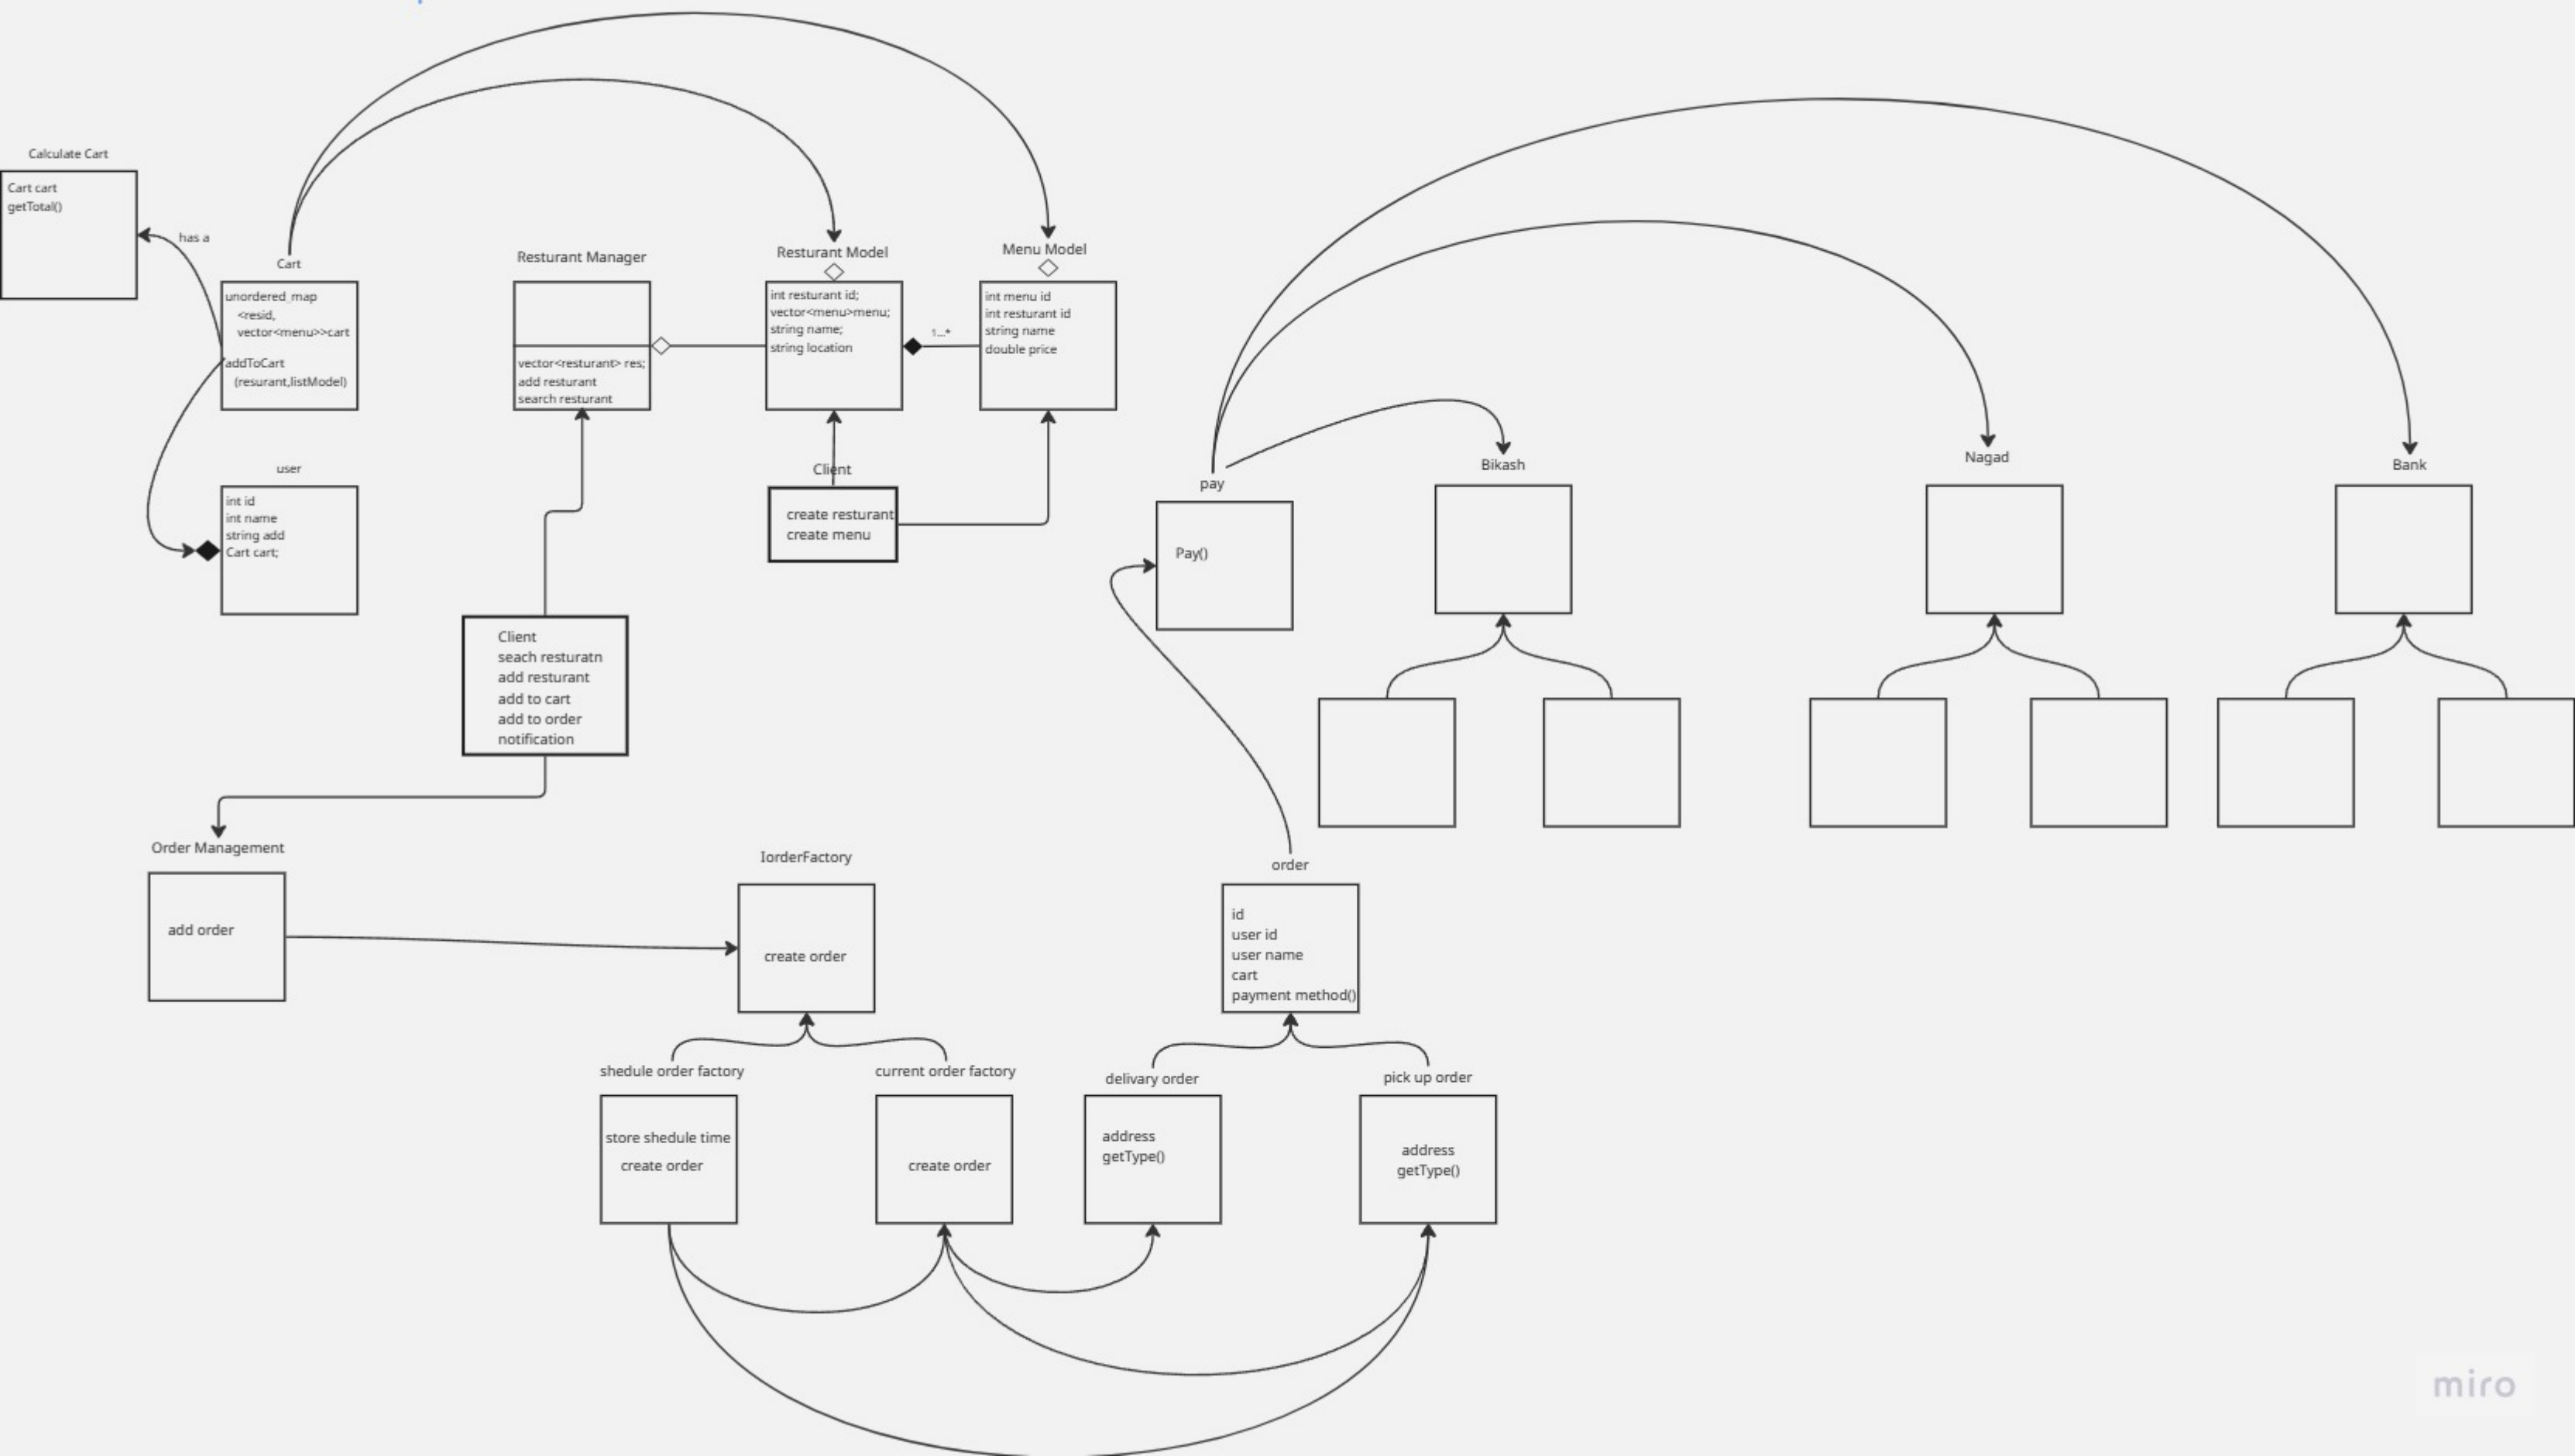 Calculate Cart
Cart cart
getTotal()
has a
Cart
unordered_map
<resid,
vector<menu>>cart
addToCart
(resurant,listModel)
user
int id
int name
string add
Cart cart;
Resturant Manager
vector<resturant> res;
add resturant
search resturant
Resturant Model
int resturant id;
vector<menu>menu;
string name;
string location
1...*
Menu Model
int menu id
int resturant id
string name
double price
Client
create resturant
create menu
Client
seach resturatn
add resturant
add to cart
add to order
notification
pay
Pay()
Bikash
Nagad
Bank
Order Management
add order
IorderFactory
create order
order
id
user id
user name
cart
payment method()
shedule order factory
store shedule time
create order
current order factory
create order
delivary order
address
getType()
pick up order
address
getType()
miro